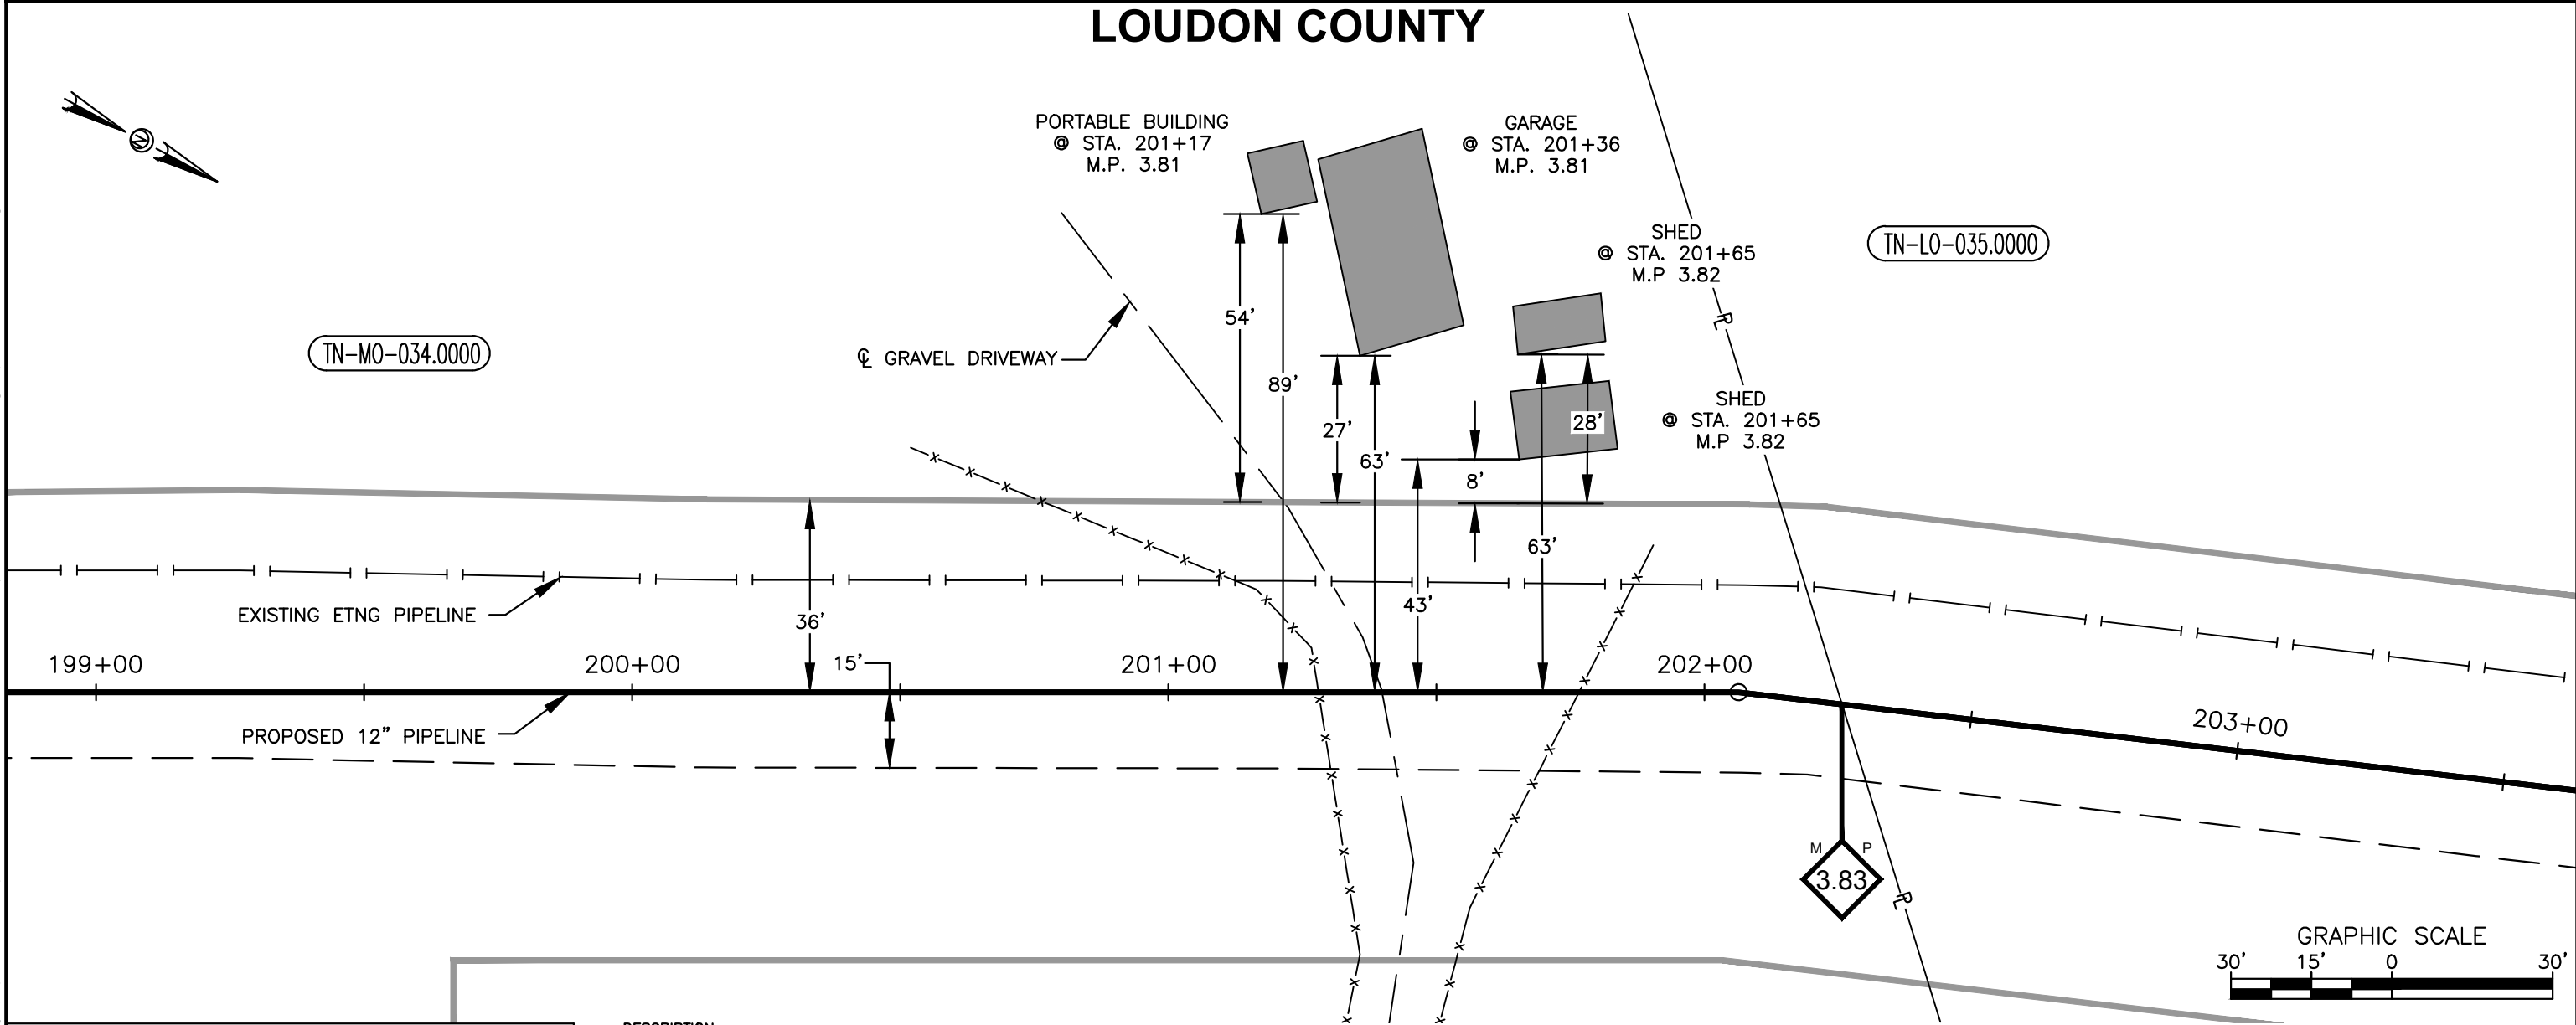 LOUDON COUNTY
N
PORTABLE BUILDING
@ STA. 201+17
M.P. 3.81
GARAGE
@ STA. 201+36
M.P. 3.81
SHED
@ STA. 201+65
M.P 3.82
TN-LO-035.0000
TN-MO-034.0000
℄ GRAVEL DRIVEWAY
54'
89'
27'
63'
28'
8'
63'
43'
SHED
@ STA. 201+65
M.P 3.82
PL
EXISTING ETNG PIPELINE
36'
15'
199+00
200+00
201+00
202+00
203+00
PROPOSED 12" PIPELINE
M P
3.83
PL
GRAPHIC SCALE
30' 15' 0 30'
DESCRIPTION